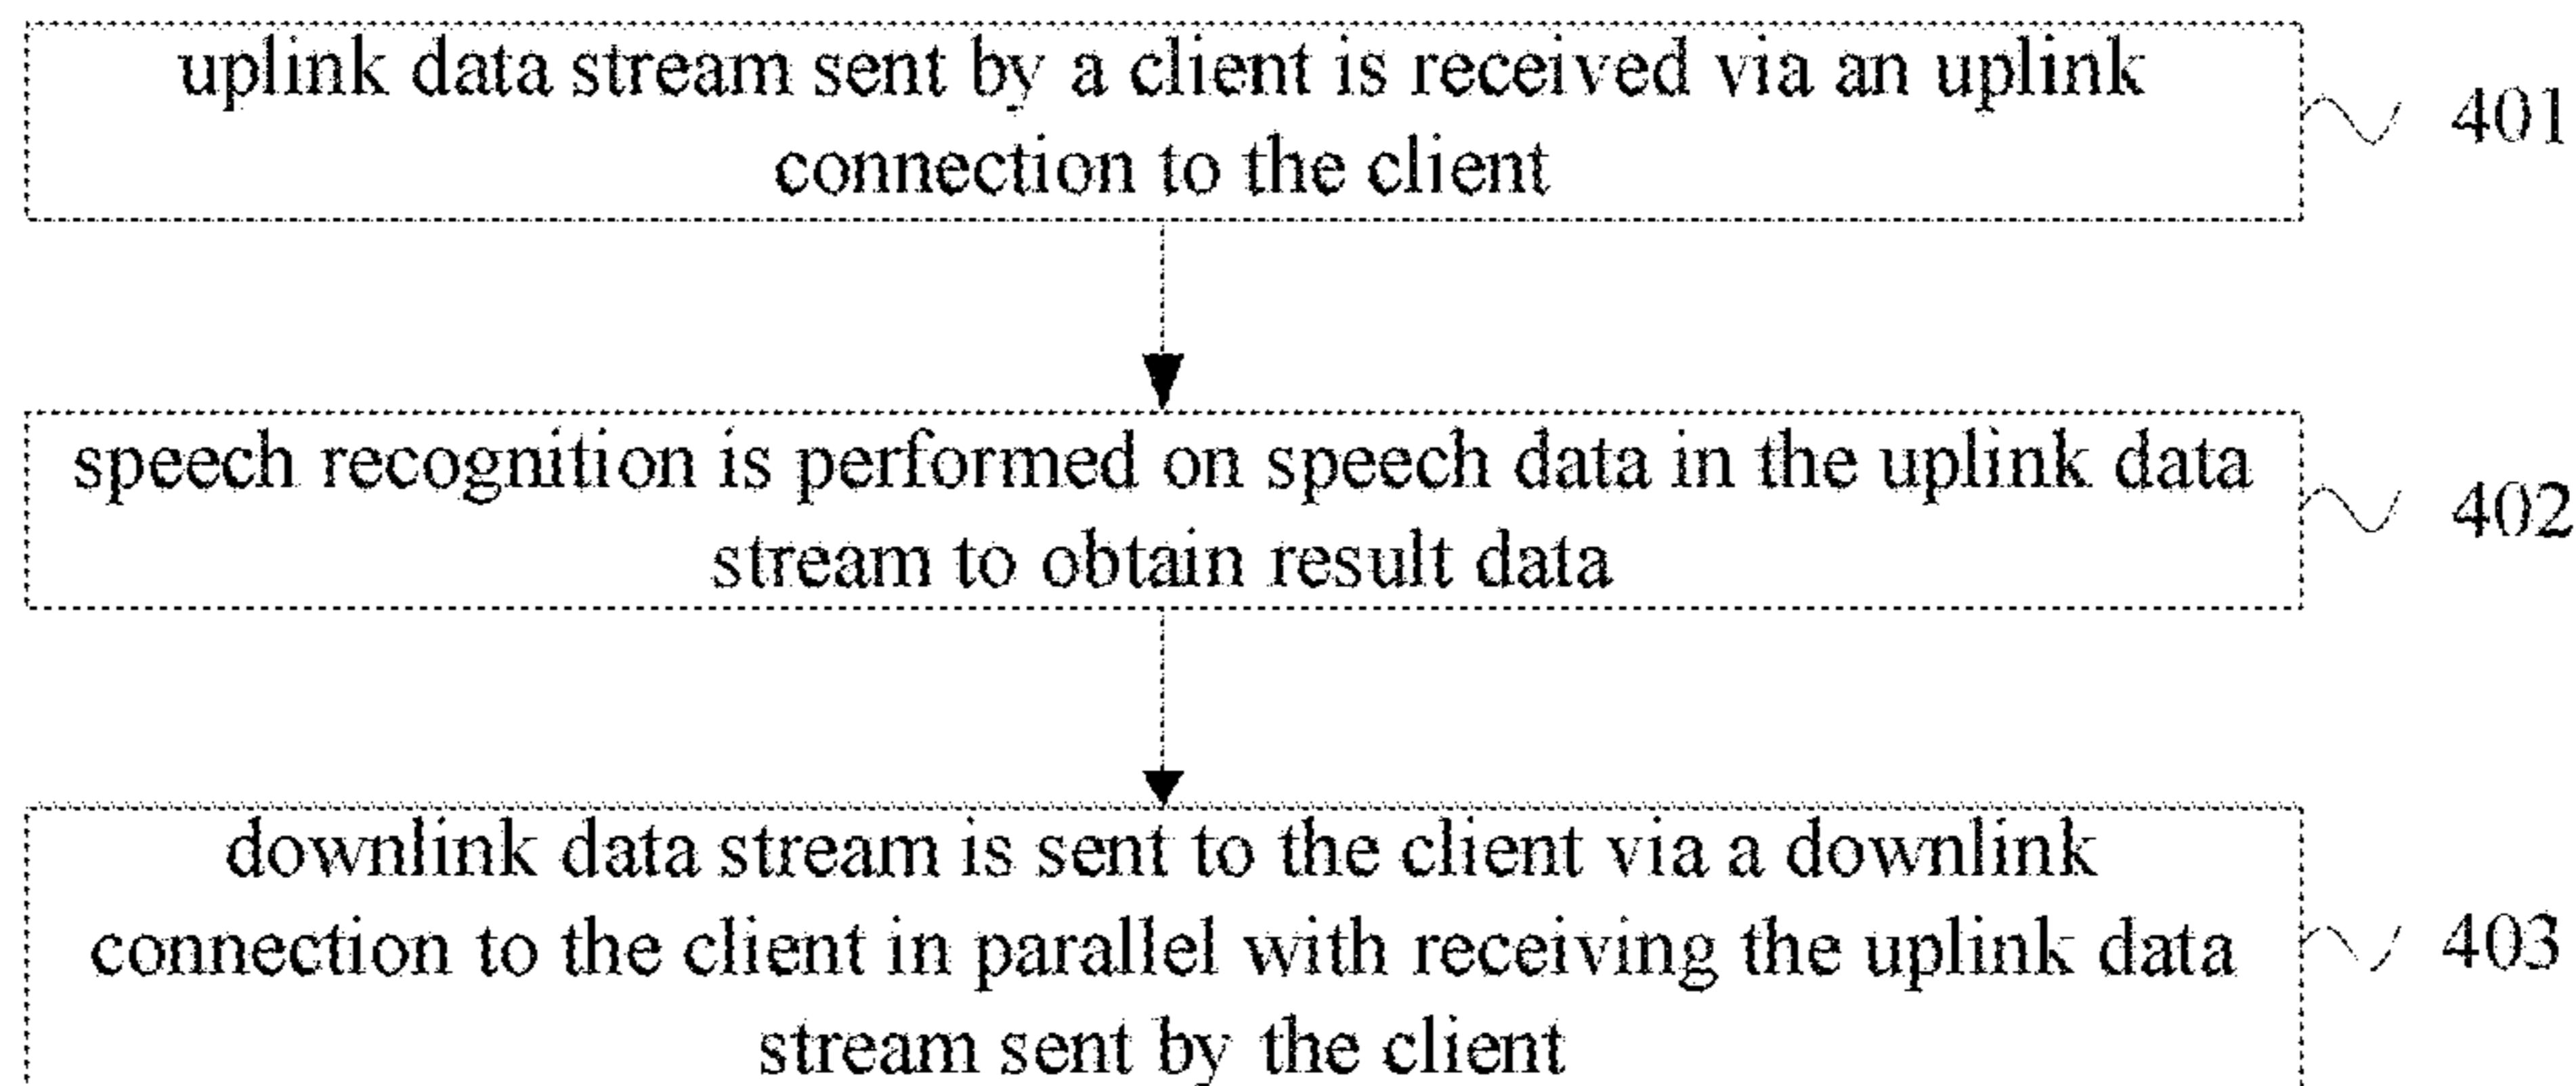 uplink data stream sent by a client is received via an uplink
connection to the client
401
speech recognition is performed on speech data in the uplink data
stream to obtain result data
402
downlink data stream is sent to the client via a downlink
connection to the client in parallel with receiving the uplink data
stream sent by the client
403